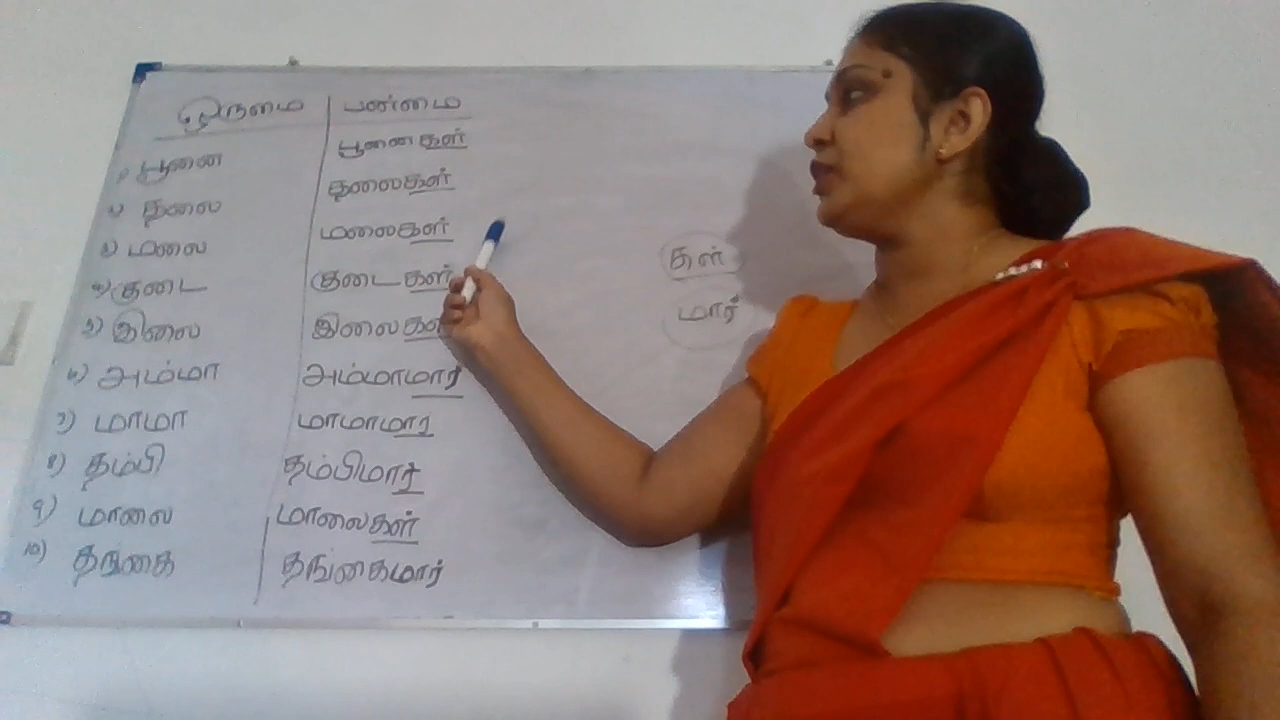 ஒருமை பன்மை
1) பூனை பூனைகள்
2) தலை தலைகள்
3) மலை மலைகள்
4) குடை குடைகள்
5) இலை இலைகள்
6) அம்மா அம்மாமார்
7) மாமா மாமாமார்
8) தம்பி தம்பிமார்
9) மாலை மாலைகள்
10) தங்கை தங்கைமார்
கள்
மார்